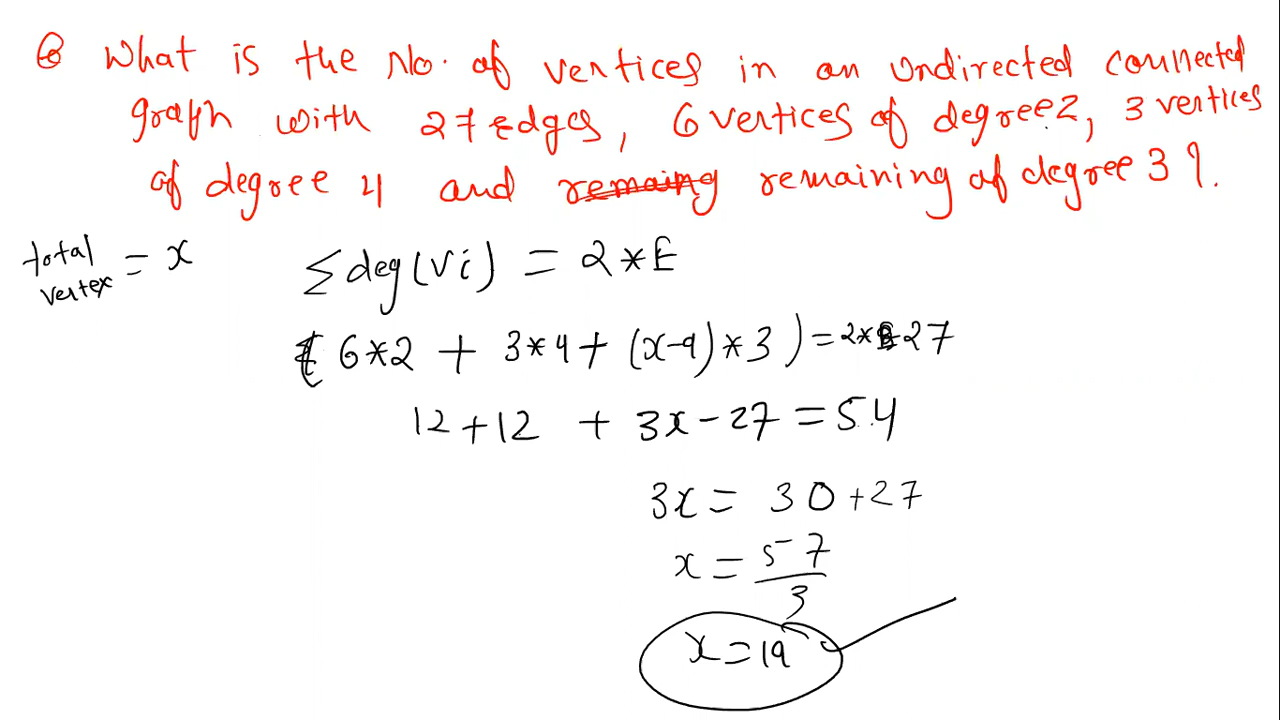 Q What is the No. of vertices in an undirected connected
graph with 27 edges, 6 vertices of degree 2, 3 vertices
of degree 4 and remaing remaining of degree 3 ?.
total
vertex = x
Σ deg(Vi) = 2*E
( 6*2 + 3*4 + (x-9)*3 ) = 2*27
12+12 + 3x-27 = 54
3x = 30+27
x = 57
3
x=19